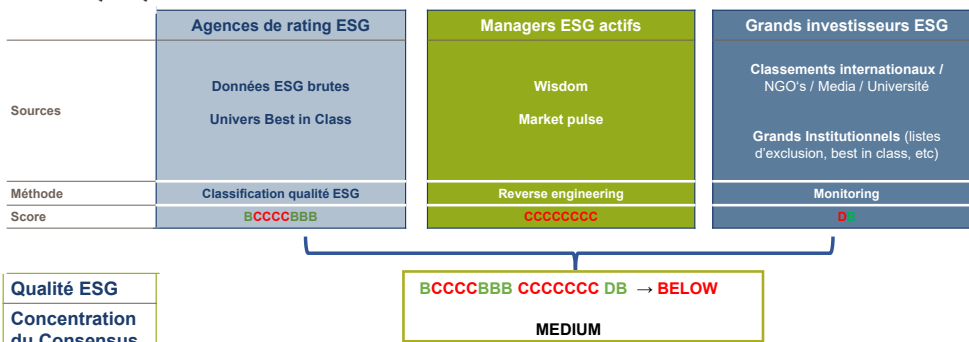 Agences de rating ESG
Managers ESG actifs
Grands investisseurs ESG
Sources
Données ESG brutes
Univers Best in Class
Wisdom
Market pulse
Classements internationaux /
NGO's / Media / Université
Grands Institutionnels (listes
d'exclusion, best in class, etc)
Méthode
Classification qualité ESG
Reverse engineering
Monitoring
Score
BCCCCBBB
CCCCCCCC
DB
Qualité ESG
BCCCCBBB CCCCCCC DB → BELOW
Concentration
du Consensus
MEDIUM